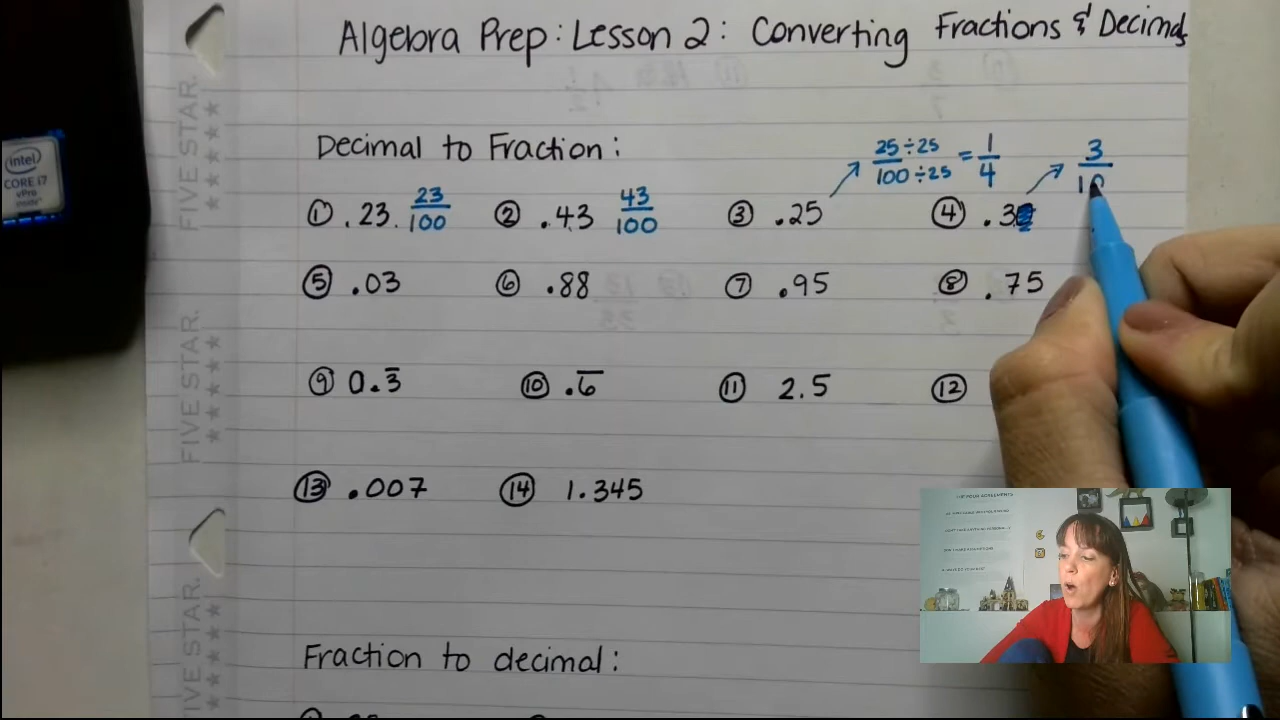 Algebra Prep: Lesson 2: Converting Fractions & Decimals
Decimal to Fraction:
25÷25
100÷25
= 1/4
3
10
① .23. 23/100 ② .43 43/100 ③ .25 ④ .3
⑤ .03 ⑥ .88 ⑦ .95 ⑧ .75
⑨ 0.3̅ ⑩ .6̅ ⑪ 2.5 ⑫
⑬ .007 ⑭ 1.345
Fraction to decimal:
FIVE STAR.
FIVE STAR.
FIVE STAR.
intel
CORE i7
vPro
inside